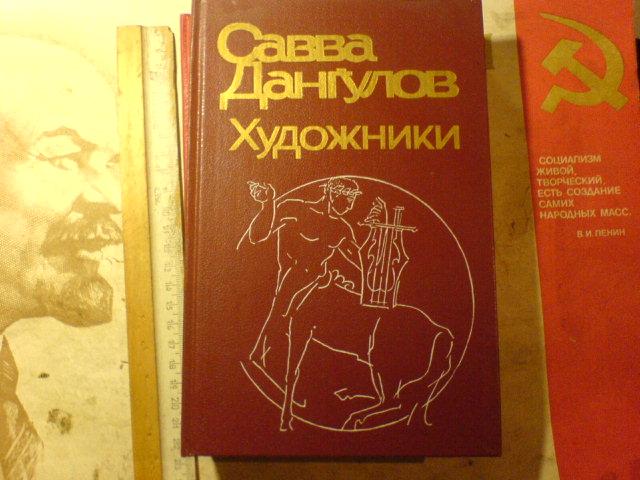 Савва
Дангулов
Художники
СОЦИАЛИЗМ
ЖИВОЙ,
ТВОРЧЕСКИЙ,
ЕСТЬ СОЗДАНИЕ
САМИХ
НАРОДНЫХ МАСС.
В. И. ЛЕНИН